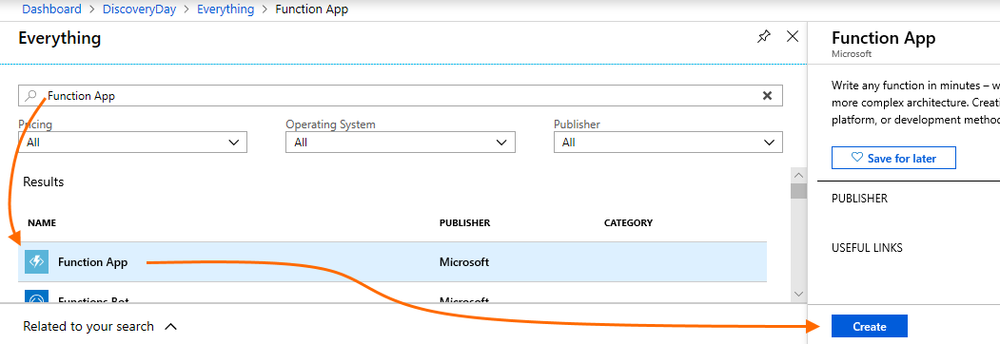 Dashboard > DiscoveryDay > Everything > Function App
Everything
Function App
Pricing
Operating System
Publisher
All
All
All
Results
NAME
PUBLISHER
CATEGORY
Function App
Microsoft
Functions Bot
Microsoft
Related to your search
Function App
Microsoft
Write any function in minutes – w
more complex architecture. Creati
platform, or development method
Save for later
PUBLISHER
USEFUL LINKS
Create